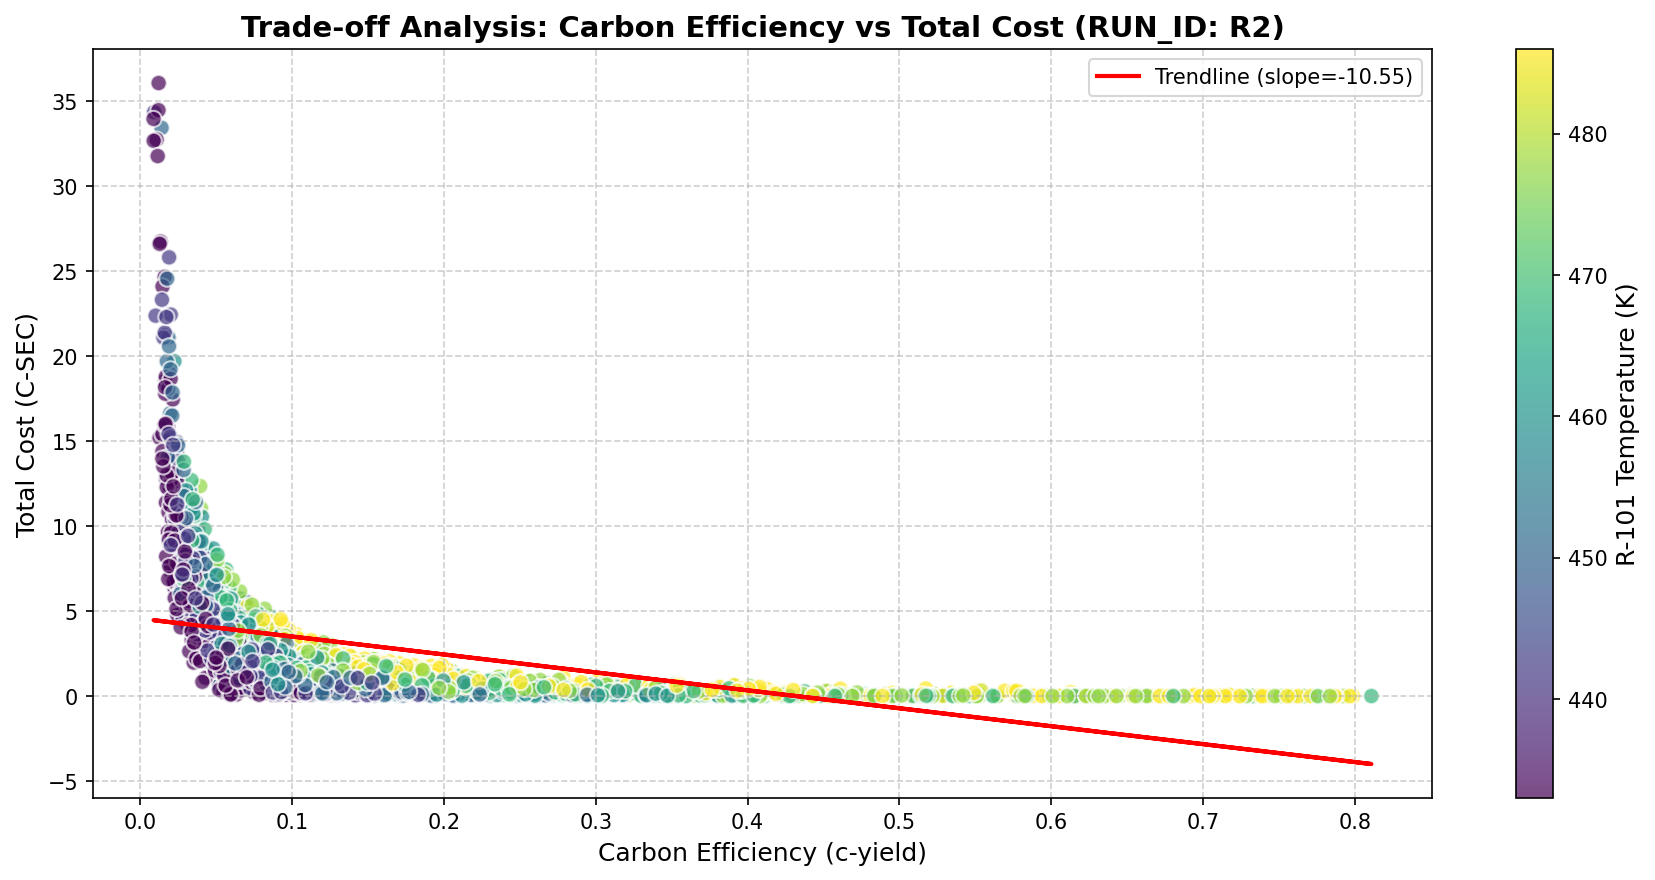 Trade-off Analysis: Carbon Efficiency vs Total Cost (RUN_ID: R2)
Trendline (slope=-10.55)
Total Cost (C-SEC)
35
30
25
20
15
10
5
0
−5
0.0 0.1 0.2 0.3 0.4 0.5 0.6 0.7 0.8
Carbon Efficiency (c-yield)
480
470
460
450
440
R-101 Temperature (K)